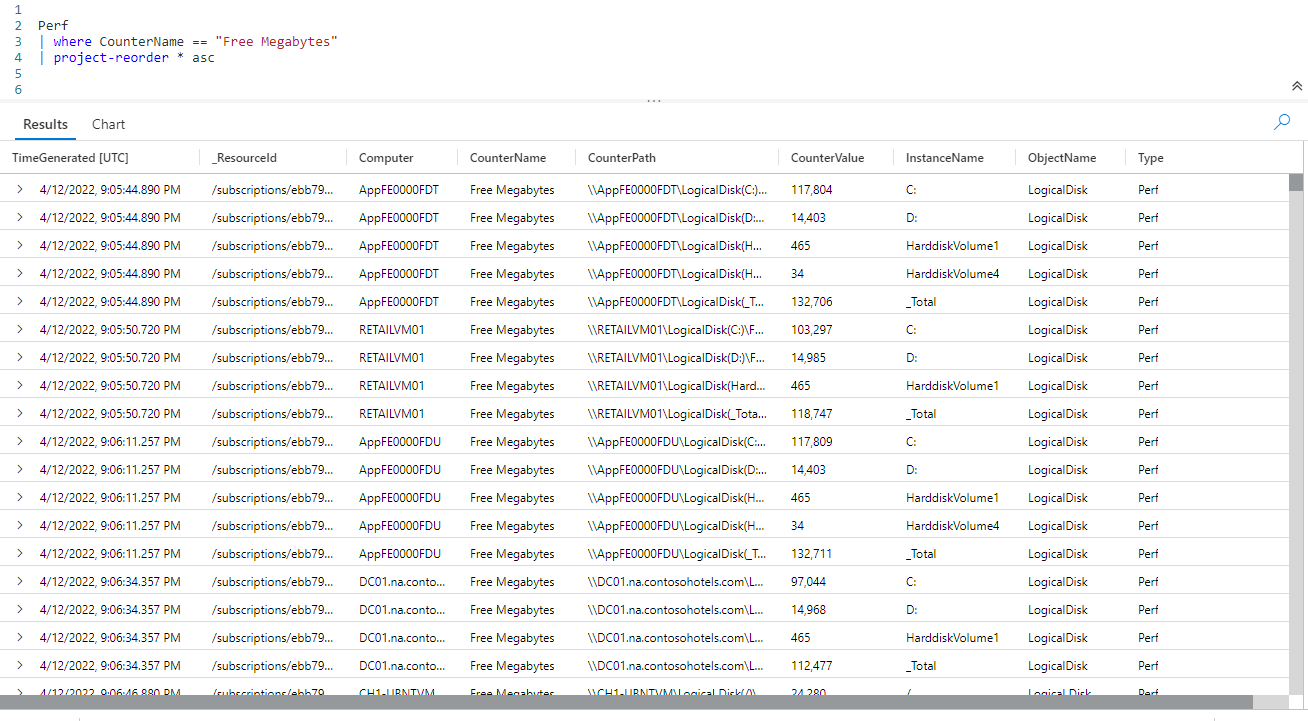 1
2 Perf
3 | where CounterName == "Free Megabytes"
4 | project-reorder * asc
5
6
Results Chart
TimeGenerated [UTC] _ResourceId Computer CounterName CounterPath CounterValue InstanceName ObjectName Type
4/12/2022, 9:05:44.890 PM /subscriptions/ebb79... AppFE0000FDT Free Megabytes \\AppFE0000FDT\LogicalDisk(C:)... 117,804 C: LogicalDisk Perf
4/12/2022, 9:05:44.890 PM /subscriptions/ebb79... AppFE0000FDT Free Megabytes \\AppFE0000FDT\LogicalDisk(D:... 14,403 D: LogicalDisk Perf
4/12/2022, 9:05:44.890 PM /subscriptions/ebb79... AppFE0000FDT Free Megabytes \\AppFE0000FDT\LogicalDisk(H... 465 HarddiskVolume1 LogicalDisk Perf
4/12/2022, 9:05:44.890 PM /subscriptions/ebb79... AppFE0000FDT Free Megabytes \\AppFE0000FDT\LogicalDisk(H... 34 HarddiskVolume4 LogicalDisk Perf
4/12/2022, 9:05:44.890 PM /subscriptions/ebb79... AppFE0000FDT Free Megabytes \\AppFE0000FDT\LogicalDisk(_T... 132,706 _Total LogicalDisk Perf
4/12/2022, 9:05:50.720 PM /subscriptions/ebb79... RETAILVM01 Free Megabytes \\RETAILVM01\LogicalDisk(C:)\F... 103,297 C: LogicalDisk Perf
4/12/2022, 9:05:50.720 PM /subscriptions/ebb79... RETAILVM01 Free Megabytes \\RETAILVM01\LogicalDisk(D:)\F... 14,985 D: LogicalDisk Perf
4/12/2022, 9:05:50.720 PM /subscriptions/ebb79... RETAILVM01 Free Megabytes \\RETAILVM01\LogicalDisk(Hard... 465 HarddiskVolume1 LogicalDisk Perf
4/12/2022, 9:05:50.720 PM /subscriptions/ebb79... RETAILVM01 Free Megabytes \\RETAILVM01\LogicalDisk(_Tota... 118,747 _Total LogicalDisk Perf
4/12/2022, 9:06:11.257 PM /subscriptions/ebb79... AppFE0000FDU Free Megabytes \\AppFE0000FDU\LogicalDisk(C:... 117,809 C: LogicalDisk Perf
4/12/2022, 9:06:11.257 PM /subscriptions/ebb79... AppFE0000FDU Free Megabytes \\AppFE0000FDU\LogicalDisk(D:... 14,403 D: LogicalDisk Perf
4/12/2022, 9:06:11.257 PM /subscriptions/ebb79... AppFE0000FDU Free Megabytes \\AppFE0000FDU\LogicalDisk(H... 465 HarddiskVolume1 LogicalDisk Perf
4/12/2022, 9:06:11.257 PM /subscriptions/ebb79... AppFE0000FDU Free Megabytes \\AppFE0000FDU\LogicalDisk(H... 34 HarddiskVolume4 LogicalDisk Perf
4/12/2022, 9:06:11.257 PM /subscriptions/ebb79... AppFE0000FDU Free Megabytes \\AppFE0000FDU\LogicalDisk(_T... 132,711 _Total LogicalDisk Perf
4/12/2022, 9:06:34.357 PM /subscriptions/ebb79... DC01.na.conto... Free Megabytes \\DC01.na.contosohotels.com\L... 97,044 C: LogicalDisk Perf
4/12/2022, 9:06:34.357 PM /subscriptions/ebb79... DC01.na.conto... Free Megabytes \\DC01.na.contosohotels.com\L... 14,968 D: LogicalDisk Perf
4/12/2022, 9:06:34.357 PM /subscriptions/ebb79... DC01.na.conto... Free Megabytes \\DC01.na.contosohotels.com\L... 465 HarddiskVolume1 LogicalDisk Perf
4/12/2022, 9:06:34.357 PM /subscriptions/ebb79... DC01.na.conto... Free Megabytes \\DC01.na.contosohotels.com\L... 112,477 _Total LogicalDisk Perf
4/12/2022, 9:06:46.880 PM /subscriptions/ebb79... CH1-UBNTVM Free Megabytes \\CH1-UBNTVM\Logical Disk(/)\ 24,280 / Logical Disk Perf